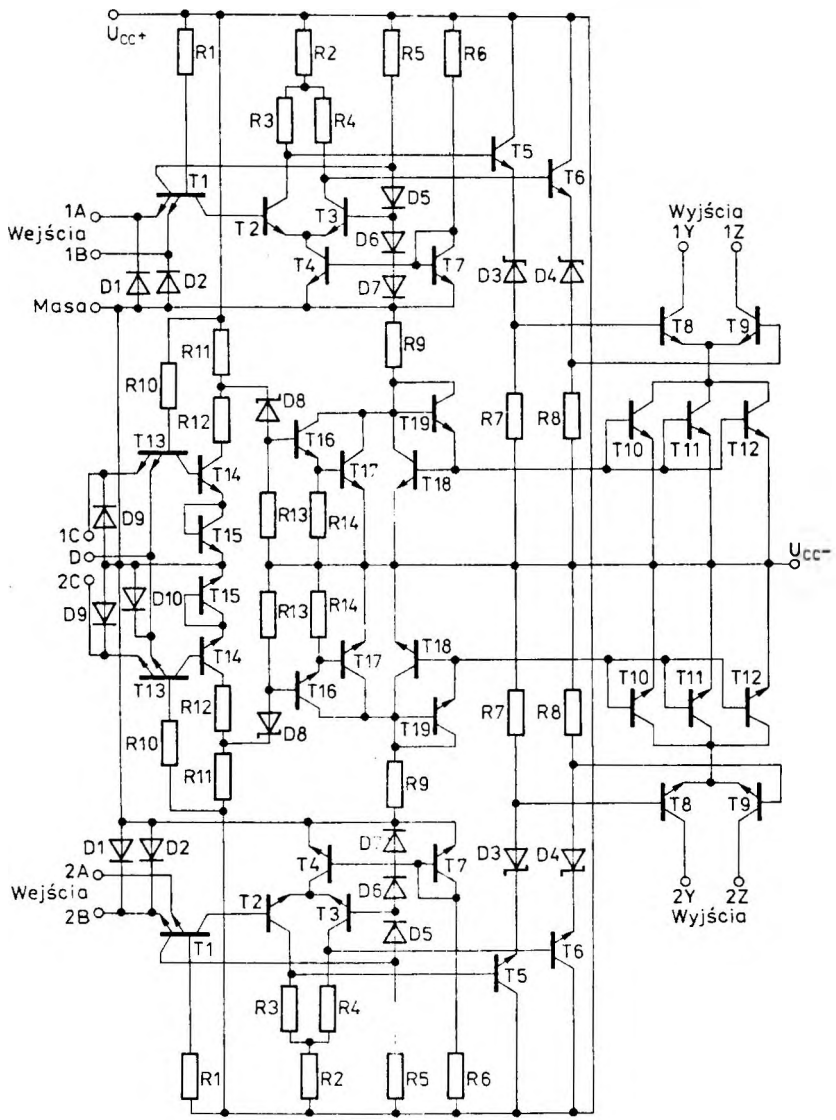 U CC+
R1
R2
R5
R6
R3
R4
T5
T1
T6
D5
1A
Wejścia
1B
T2
T3
D6
Wyjścia
1Y 1Z
D1
D2
T4
D7
T7
D3
D4
Masa
T8
T9
R9
R11
R10
R12
D8
T16
T19
R7
R8
T10
T11
T12
T13
T14
T17
T18
D9
1C
T15
R13
R14
D
U CC-
2C
D10
T15
D9
R13
R14
T18
T14
T17
T10
T11
T12
T13
T16
R12
R7
R8
R10
D8
T19
R11
R9
T8
T9
D1
D2
D7
T4
T7
D3
D4
2A
Wejścia
2B
T2
T3
D6
2Y 2Z
Wyjścia
T1
D5
T6
T5
R3
R4
R1
R2
R5
R6